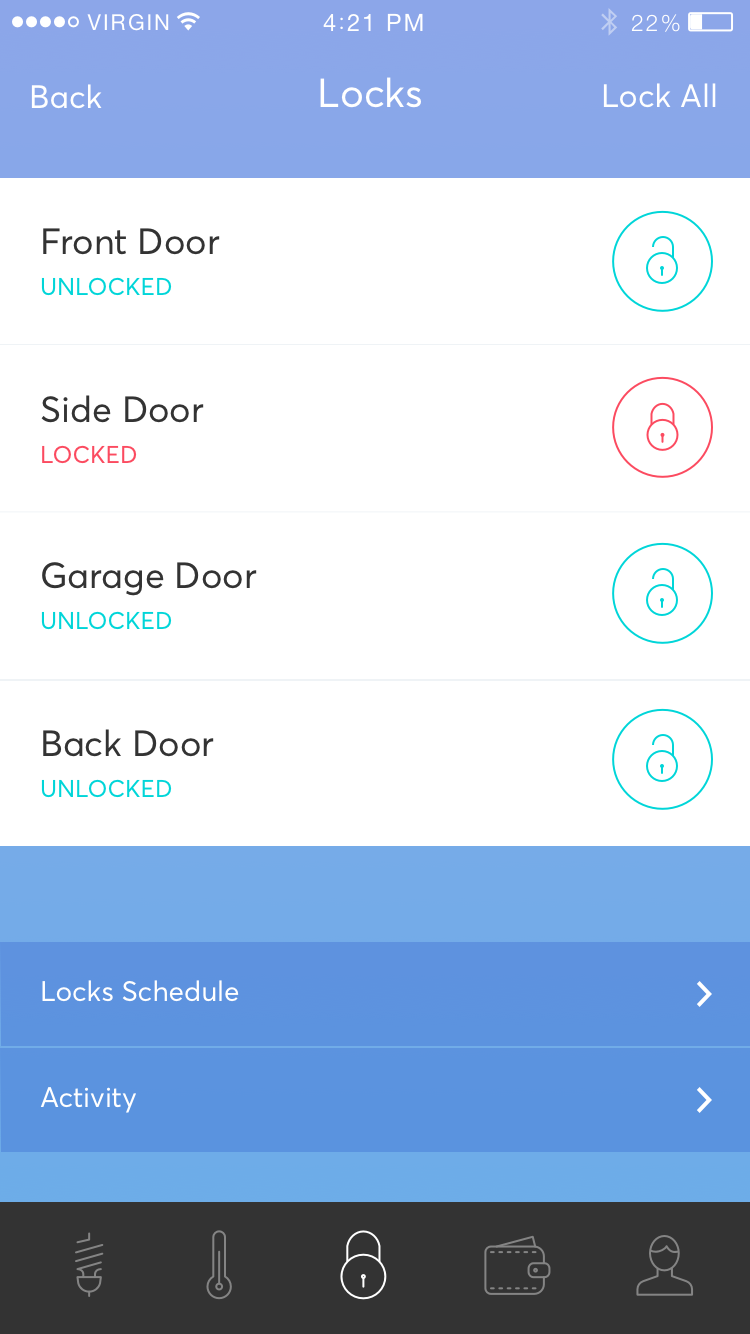 VIRGIN 4:21 PM 22%
Back Locks Lock All
Front Door
UNLOCKED
Side Door
LOCKED
Garage Door
UNLOCKED
Back Door
UNLOCKED
Locks Schedule
Activity